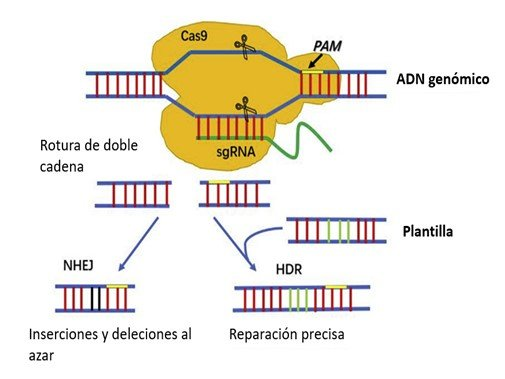 Cas9
PAM
ADN genómico
sgRNA
Rotura de doble
cadena
Plantilla
NHEJ
HDR
Inserciones y deleciones al
azar
Reparación precisa